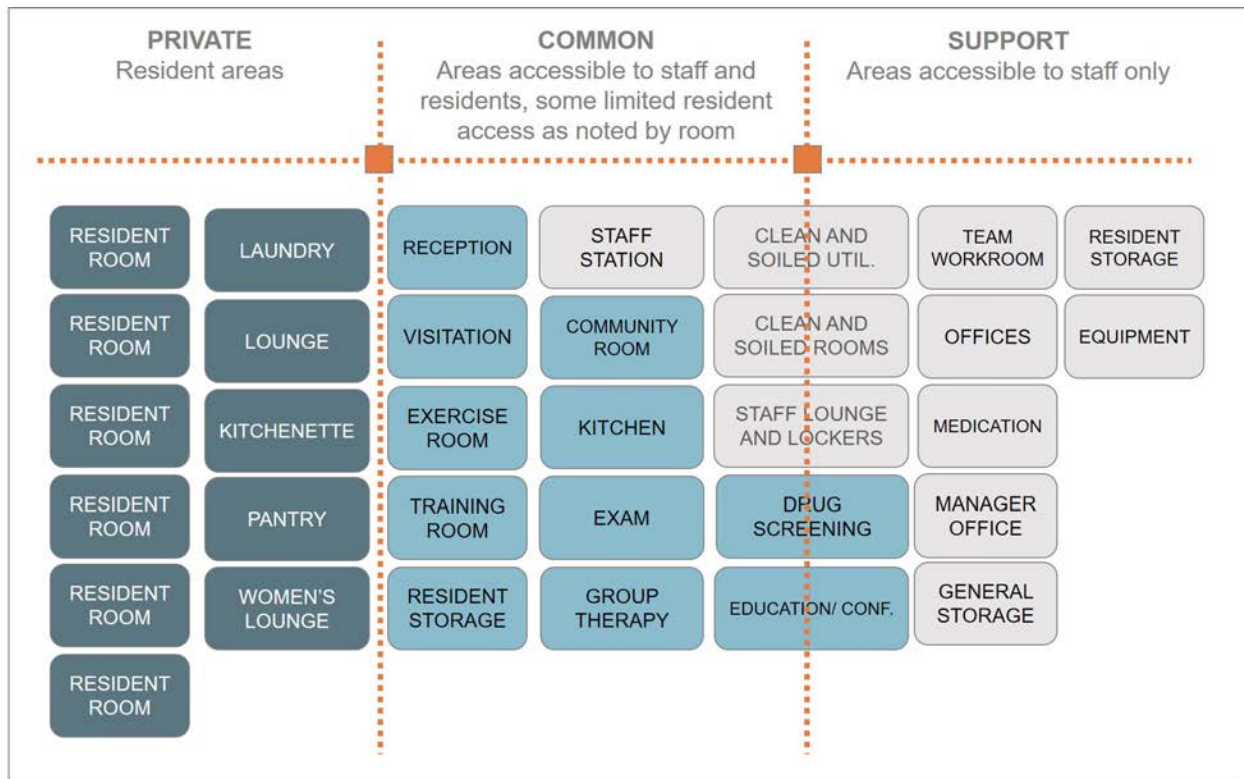 PRIVATE
Resident areas
COMMON
Areas accessible to staff and
residents, some limited resident
access as noted by room
SUPPORT
Areas accessible to staff only
RESIDENT
ROOM
LAUNDRY
RECEPTION
STAFF
STATION
CLEAN AND
SOILED UTIL.
TEAM
WORKROOM
RESIDENT
STORAGE
RESIDENT
ROOM
LOUNGE
VISITATION
COMMUNITY
ROOM
CLEAN AND
SOILED ROOMS
OFFICES
EQUIPMENT
RESIDENT
ROOM
KITCHENETTE
EXERCISE
ROOM
KITCHEN
STAFF LOUNGE
AND LOCKERS
MEDICATION
RESIDENT
ROOM
PANTRY
TRAINING
ROOM
EXAM
DRUG
SCREENING
MANAGER
OFFICE
RESIDENT
ROOM
WOMEN'S
LOUNGE
RESIDENT
STORAGE
GROUP
THERAPY
EDUCATION/ CONF.
GENERAL
STORAGE
RESIDENT
ROOM